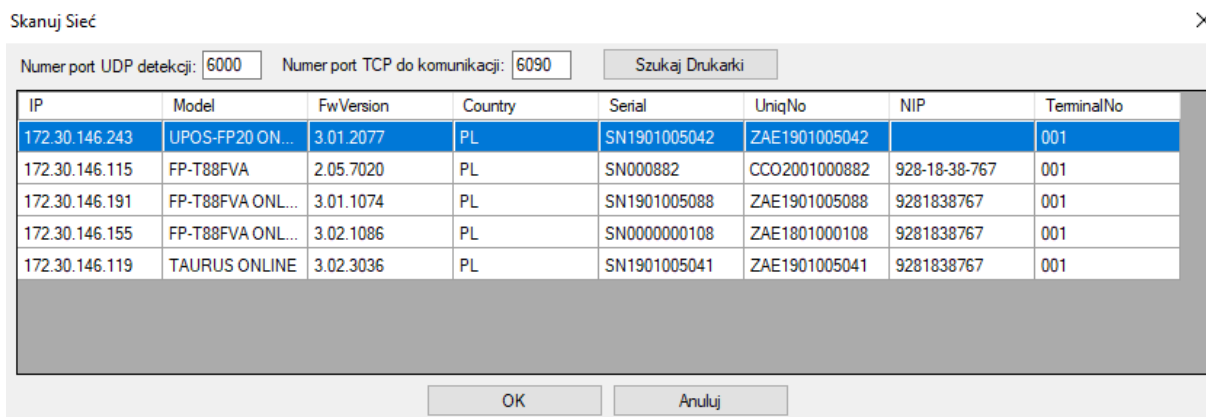 Skanuj Sieć
Numer port UDP detekcji: 6000 Numer port TCP do komunikacji: 6090 Szukaj Drukarki
IP Model FwVersion Country Serial UniqNo NIP TerminalNo
172.30.146.243 UPOS-FP20 ON... 3.01.2077 PL SN1901005042 ZAE1901005042 001
172.30.146.115 FP-T88FVA 2.05.7020 PL SN000882 CCO2001000882 928-18-38-767 001
172.30.146.191 FP-T88FVA ONL... 3.01.1074 PL SN1901005088 ZAE1901005088 9281838767 001
172.30.146.155 FP-T88FVA ONL... 3.02.1086 PL SN0000000108 ZAE1801000108 9281838767 001
172.30.146.119 TAURUS ONLINE 3.02.3036 PL SN1901005041 ZAE1901005041 9281838767 001
OK Anuluj